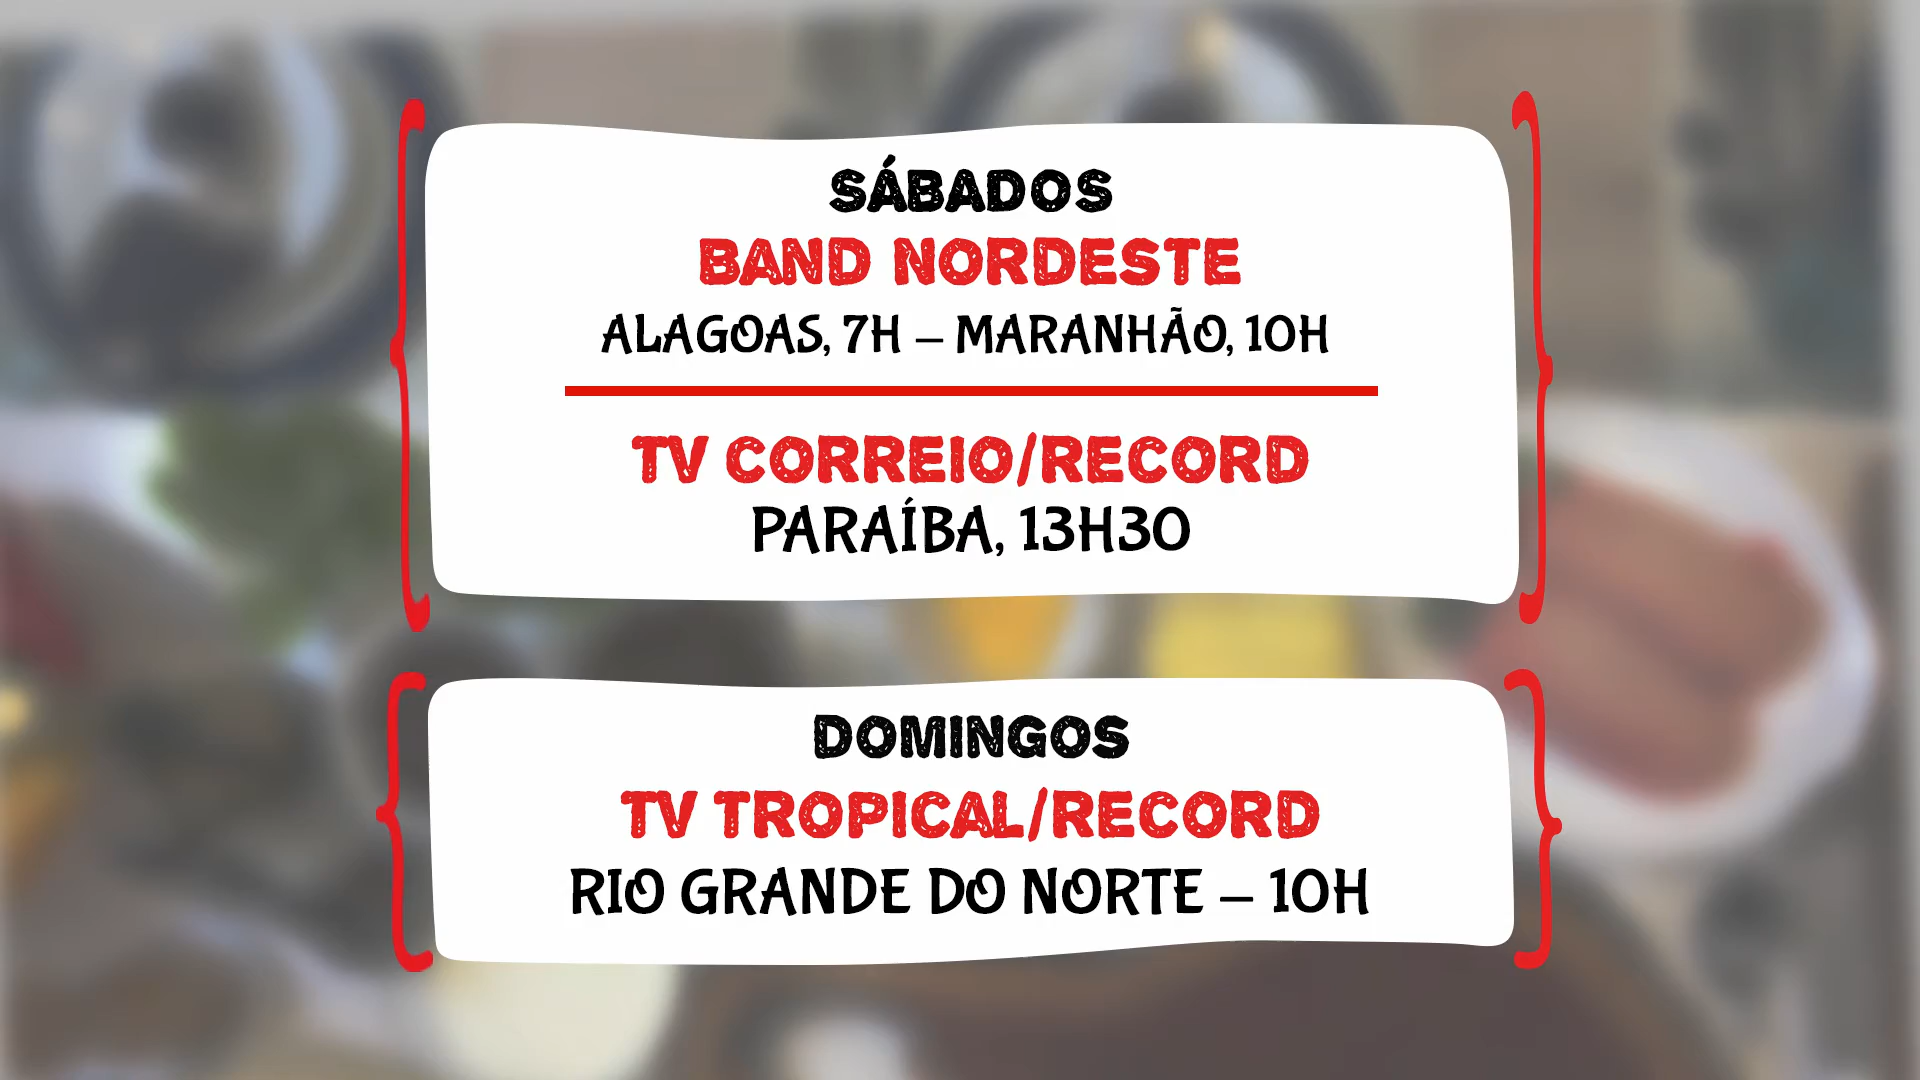 SÁBADOS
BAND NORDESTE
ALAGOAS, 7H – MARANHÃO, 10H
TV CORREIO/RECORD
PARAÍBA, 13H30
DOMINGOS
TV TROPICAL/RECORD
RIO GRANDE DO NORTE – 10H